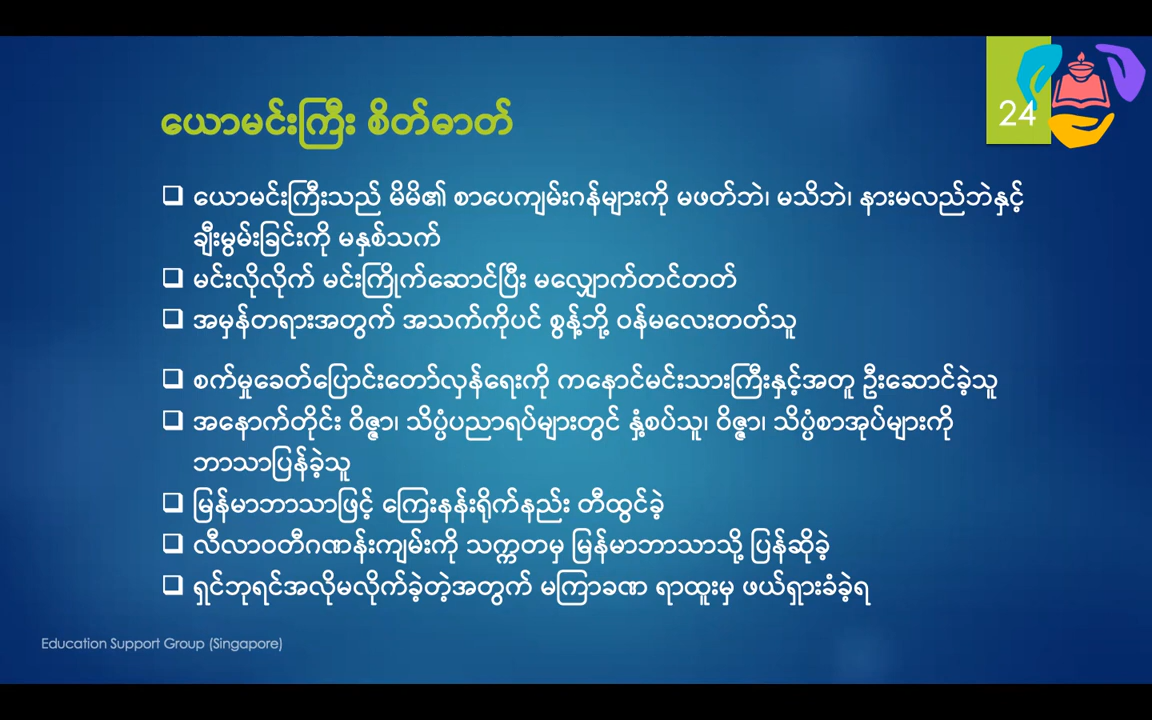 24
ယောမင်းကြီး စိတ်ဓာတ်
❑ ယောမင်းကြီးသည် မိမိ၏ စာပေကျမ်းဂန်များကို မဖတ်ဘဲ၊ မသိဘဲ၊ နားမလည်ဘဲနှင့်
ချီးမွမ်းခြင်းကို မနှစ်သက်
❑ မင်းလိုလိုက် မင်းကြိုက်ဆောင်ပြီး မလျှောက်တင်တတ်
❑ အမှန်တရားအတွက် အသက်ကိုပင် စွန့်ဘို့ ဝန်မလေးတတ်သူ
❑ စက်မှုခေတ်ပြောင်းတော်လှန်ရေးကို ကနောင်မင်းသားကြီးနှင့်အတူ ဦးဆောင်ခဲ့သူ
❑ အနောက်တိုင်း ဝိဇ္ဇာ၊ သိပ္ပံပညာရပ်များတွင် နှံ့စပ်သူ၊ ဝိဇ္ဇာ၊ သိပ္ပံစာအုပ်များကို
ဘာသာပြန်ခဲ့သူ
❑ မြန်မာဘာသာဖြင့် ကြေးနန်းရိုက်နည်း တီထွင်ခဲ့
❑ လီလာဝတီဂဏန်းကျမ်းကို သက္ကတမှ မြန်မာဘာသာသို့ ပြန်ဆိုခဲ့
❑ ရှင်ဘုရင်အလိုမလိုက်ခဲ့တဲ့အတွက် မကြာခဏ ရာထူးမှ ဖယ်ရှားခံခဲ့ရ
Education Support Group (Singapore)